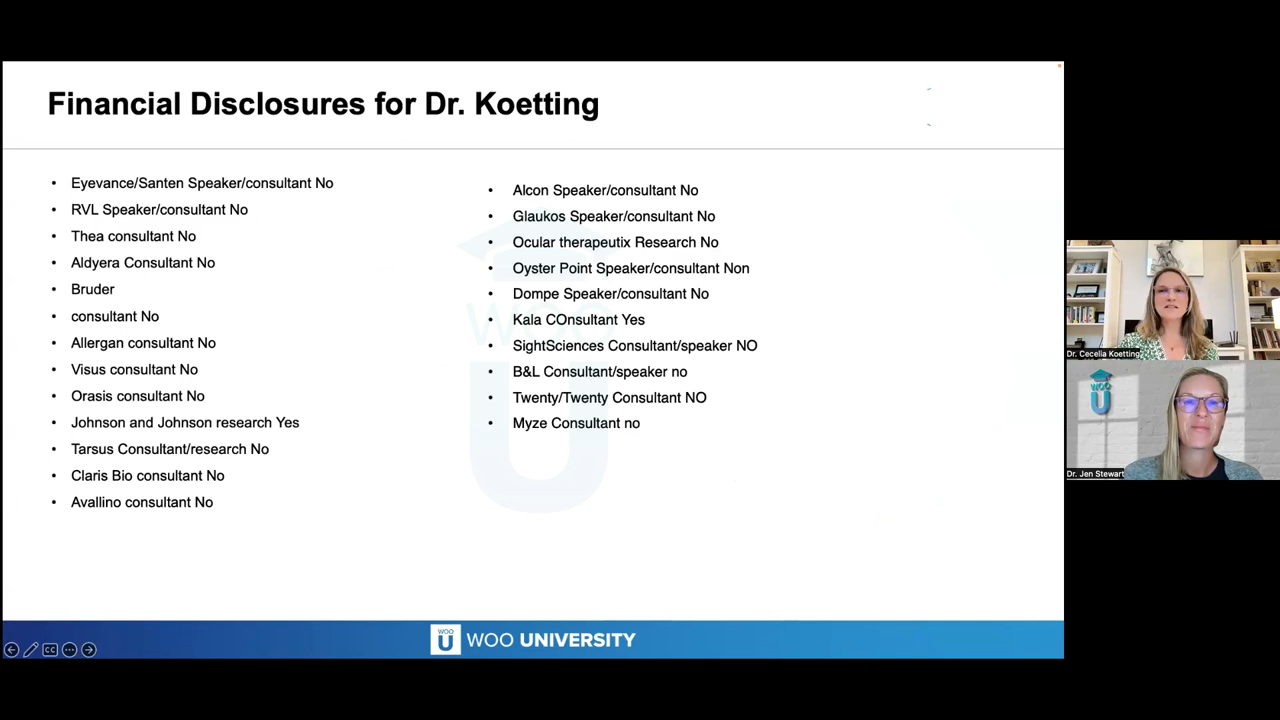 Financial Disclosures for Dr. Koetting
• Eyevance/Santen Speaker/consultant No
• RVL Speaker/consultant No
• Thea consultant No
• Aldyera Consultant No
• Bruder
• consultant No
• Allergan consultant No
• Visus consultant No
• Orasis consultant No
• Johnson and Johnson research Yes
• Tarsus Consultant/research No
• Claris Bio consultant No
• Avallino consultant No
• Alcon Speaker/consultant No
• Glaukos Speaker/consultant No
• Ocular therapeutix Research No
• Oyster Point Speaker/consultant Non
• Dompe Speaker/consultant No
• Kala COnsultant Yes
• SightSciences Consultant/speaker NO
• B&L Consultant/speaker no
• Twenty/Twenty Consultant NO
• Myze Consultant no
WOO
U
WOO
U
WOO UNIVERSITY
CC
Dr. Cecelia Koetting
WOO
U
Dr. Jen Stewart